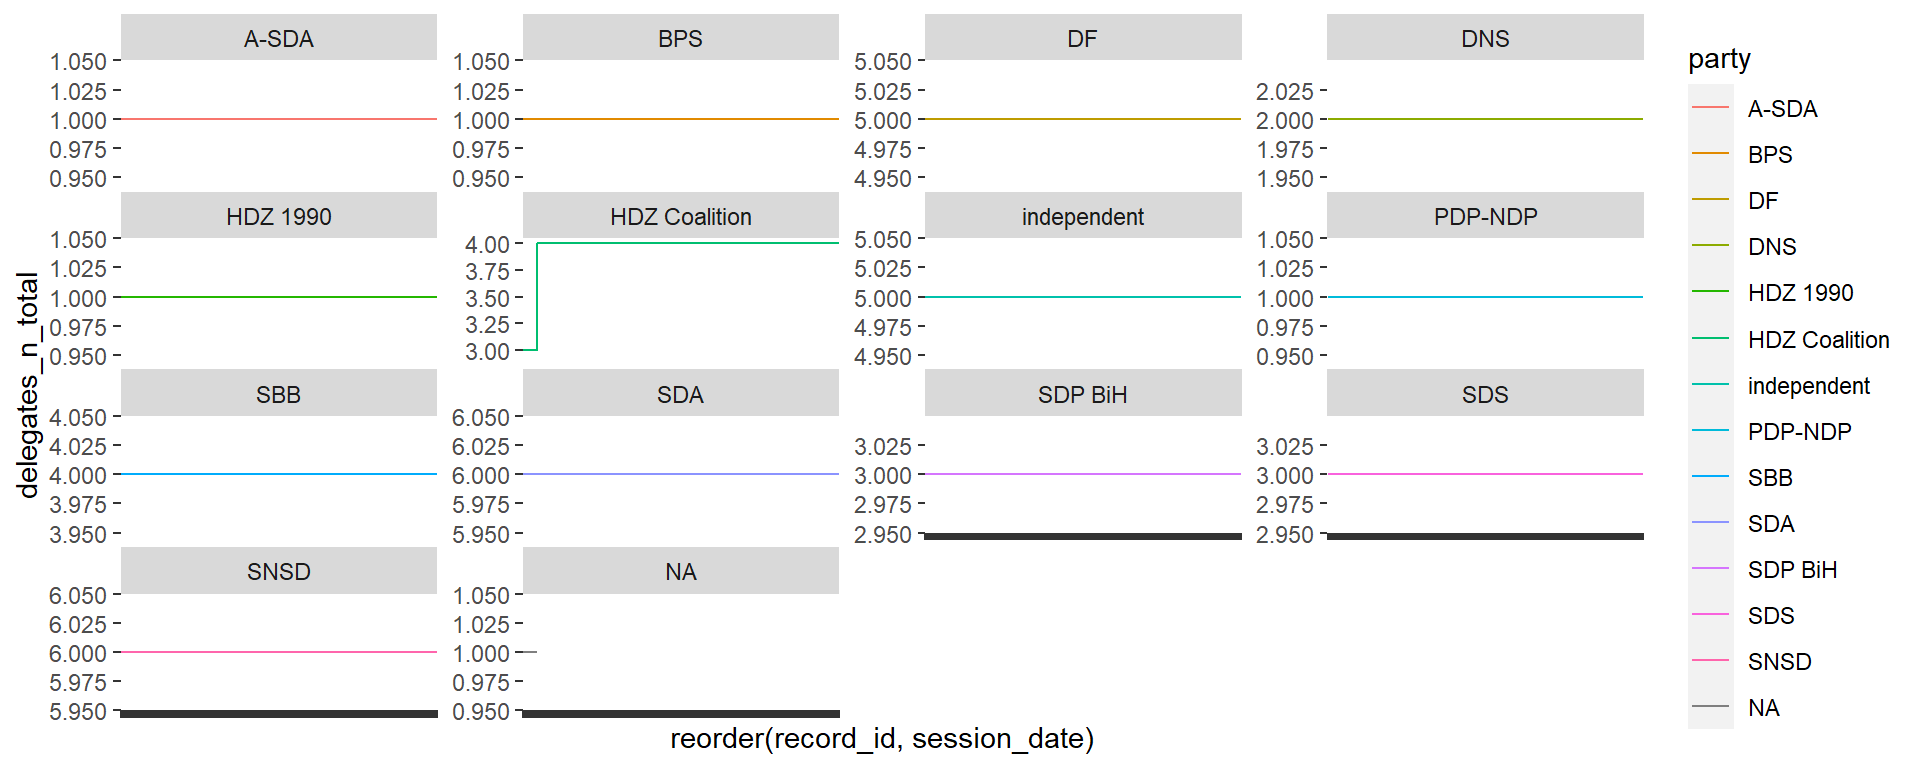 A-SDA BPS DF DNS
1.050 1.050 5.050
1.025 1.025 5.025 2.025
1.000 1.000 5.000 2.000
0.975 0.975 4.975 1.975
0.950 0.950 4.950 1.950
HDZ 1990 HDZ Coalition independent PDP-NDP
1.050 4.00 5.050 1.050
1.025 3.75 5.025 1.025
1.000 3.50 5.000 1.000
0.975 3.25 4.975 0.975
0.950 3.00 4.950 0.950
SBB SDA SDP BiH SDS
4.050 6.050
4.025 6.025 3.025 3.025
4.000 6.000 3.000 3.000
3.975 5.975 2.975 2.975
3.950 5.950 2.950 2.950
SNSD NA
6.050 1.050
6.025 1.025
6.000 1.000
5.975 0.975
5.950 0.950
delegates_n_total
reorder(record_id, session_date)
party
A-SDA
BPS
DF
DNS
HDZ 1990
HDZ Coalition
independent
PDP-NDP
SBB
SDA
SDP BiH
SDS
SNSD
NA